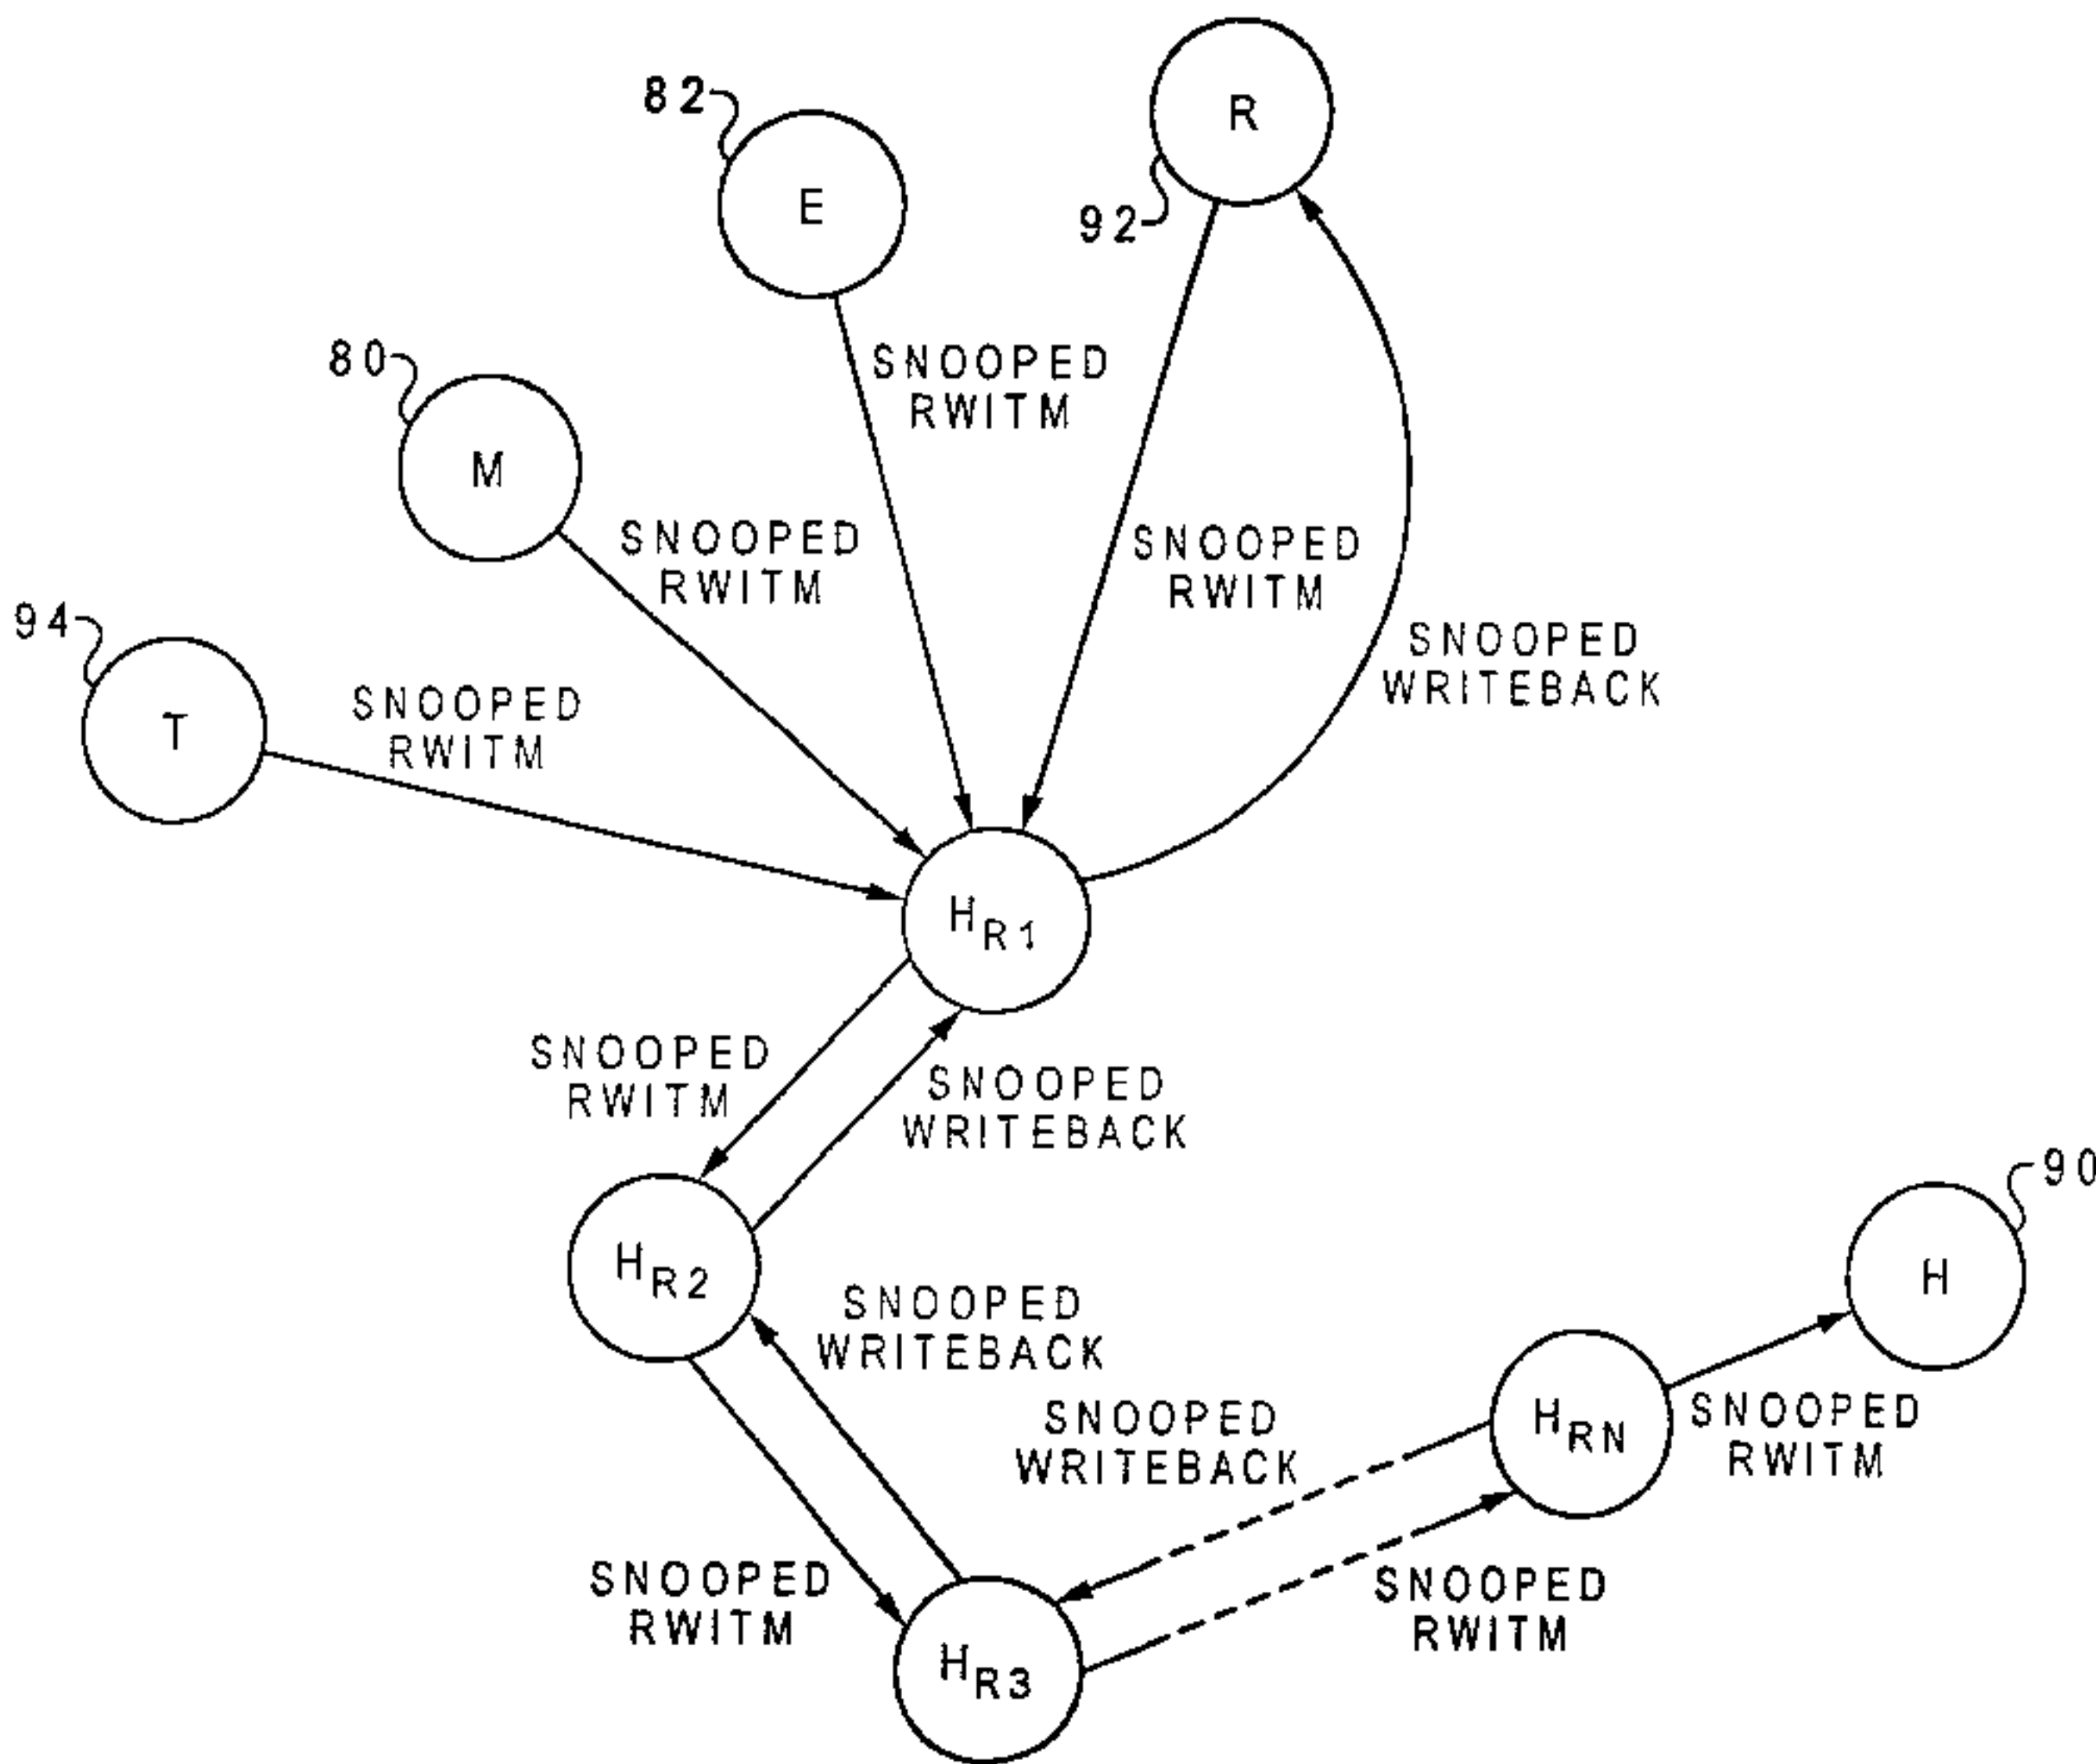 R
82
E
92
SNOOPED
RWITM
80
M
SNOOPED
RWITM
SNOOPED
RWITM
94
T
SNOOPED
RWITM
SNOOPED
WRITEBACK
HR1
SNOOPED
RWITM
SNOOPED
WRITEBACK
90
HR2
H
SNOOPED
WRITEBACK
SNOOPED
WRITEBACK
HRN
SNOOPED
RWITM
SNOOPED
RWITM
SNOOPED
RWITM
HR3